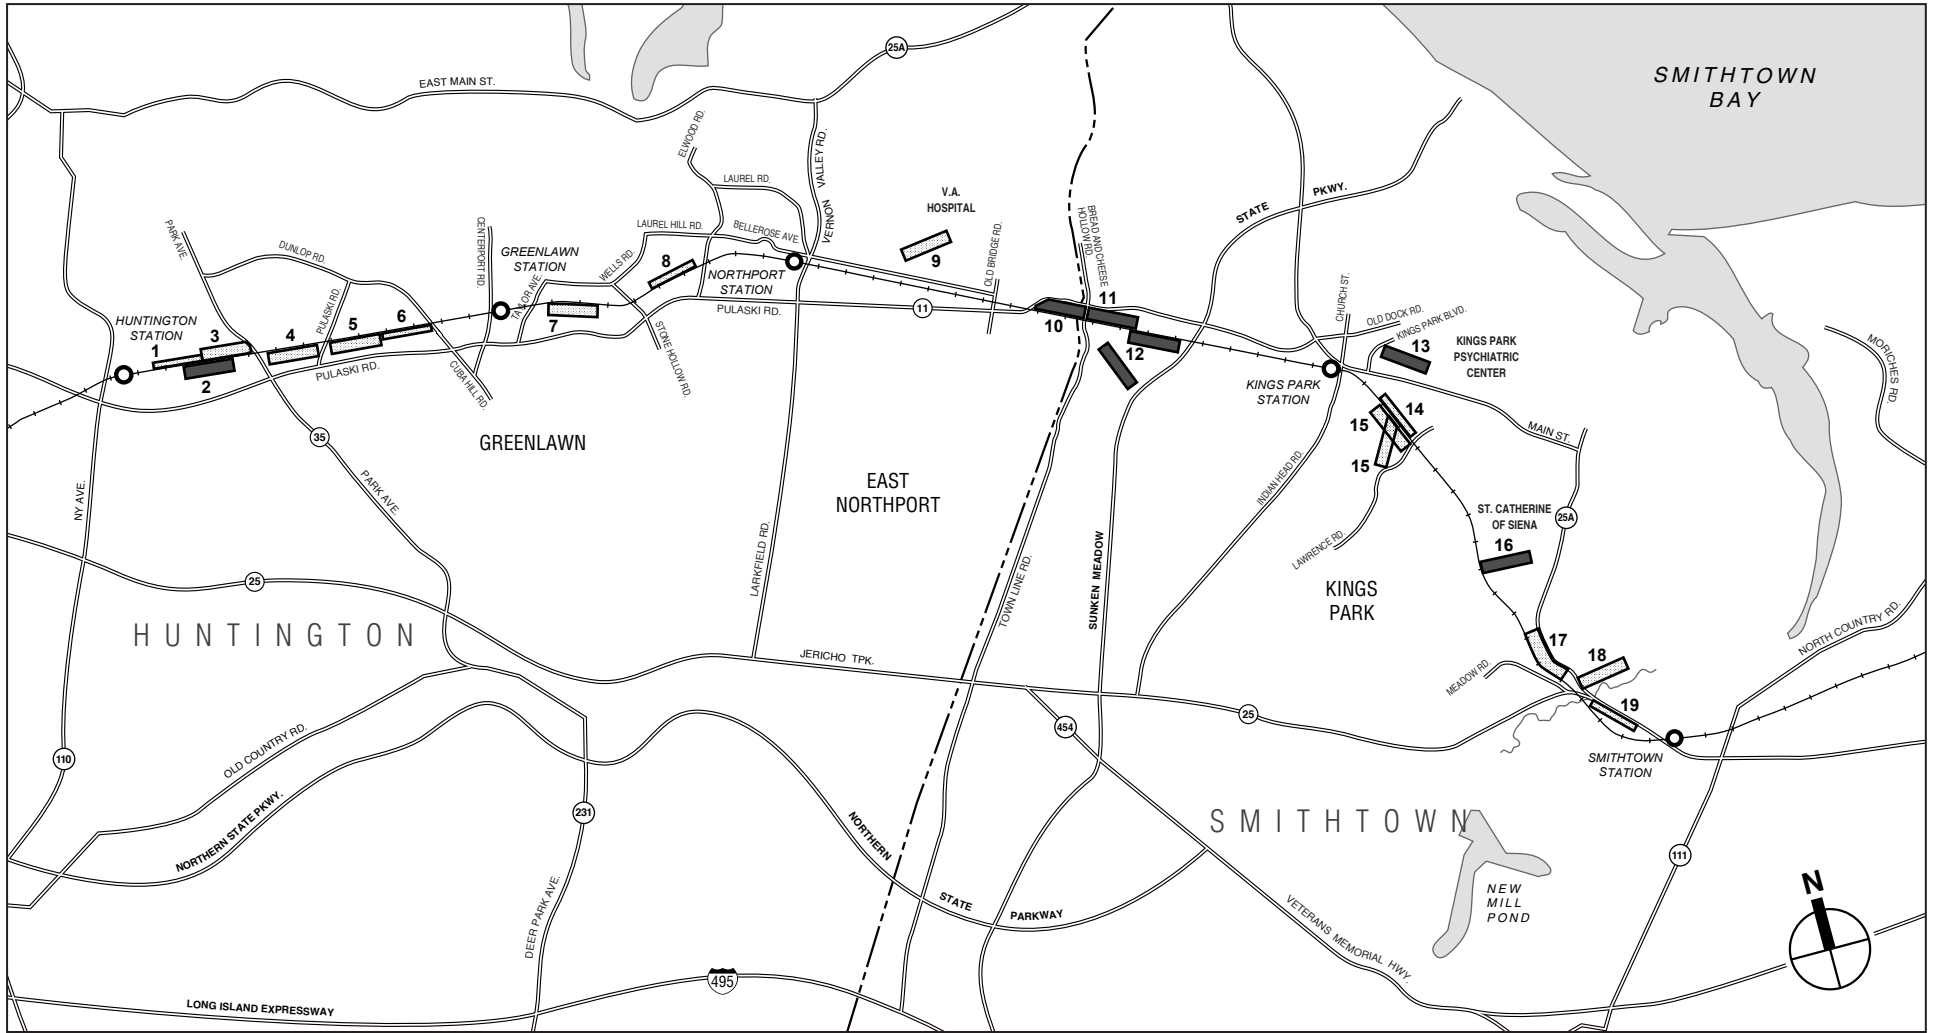 25A
SMITHTOWN
BAY
EAST MAIN ST.
ELWOOD RD.
VALLEY RD.
VERNON
LAUREL RD.
V.A.
HOSPITAL
STATE
PKWY.
PARK AVE.
DUNLOP RD.
CENTERPORT RD.
GREENLAWN
STATION
LAUREL HILL RD.
BELLEROSE AVE.
WELLS RD.
TAYLOR AVE.
8
9
OLD BRIDGE RD.
BREAD AND CHEESE
HOLLOW RD.
NORTHPORT
STATION
PULASKI RD.
11
HUNTINGTON
STATION
1
2
3
4
5
6
7
PULASKI RD.
PULASKI RD.
CUBA HILL RD.
STONE HOLLOW RD.
10
11
12
CHURCH ST.
OLD DOCK RD.
KINGS PARK BLVD.
13
KINGS PARK
PSYCHIATRIC
CENTER
KINGS PARK
STATION
MORICHES RD.
14
15
15
MAIN ST.
35
GREENLAWN
PARK AVE.
NY AVE.
EAST
NORTHPORT
INDIAN HEAD RD.
LAWRENCE RD.
ST. CATHERINE
OF SIENA
16
25A
25
LARKFIELD RD.
TOWN LINE RD.
SUNKEN MEADOW
KINGS
PARK
HUNTINGTON
JERICHO TPK.
17
18
19
MEADOW RD.
NORTH COUNTRY RD.
454
25
SMITHTOWN
STATION
110
OLD COUNTRY RD.
NORTHERN STATE PKWY.
231
NORTHERN
STATE
PARKWAY
SMITHTOWN
111
NEW
MILL
POND
N
DEER PARK AVE.
VETERANS MEMORIAL HWY.
495
LONG ISLAND EXPRESSWAY